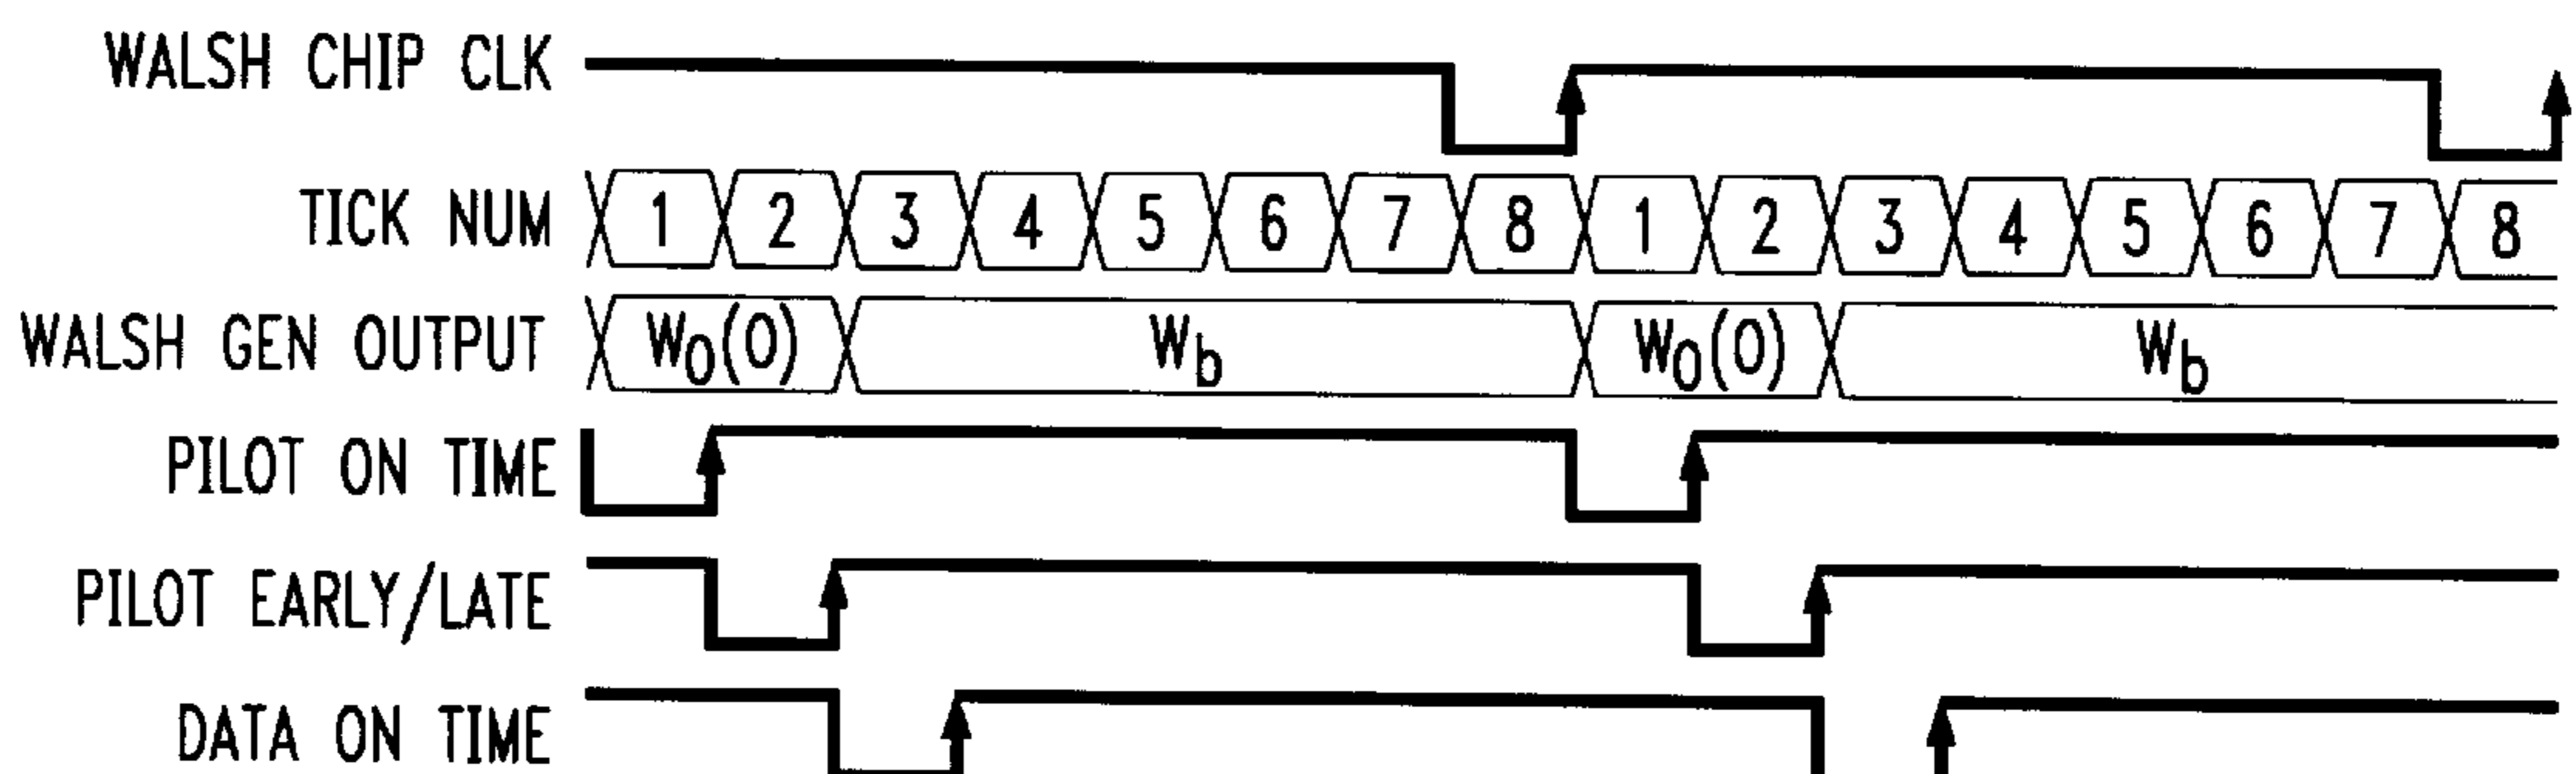 WALSH CHIP CLK
TICK NUM 1 2 3 4 5 6 7 8 1 2 3 4 5 6 7 8
WALSH GEN OUTPUT W0(0) Wb W0(0) Wb
PILOT ON TIME
PILOT EARLY/LATE
DATA ON TIME